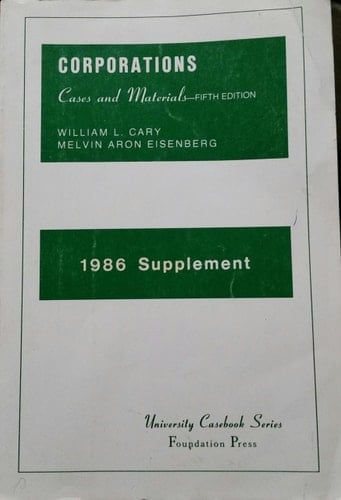 CORPORATIONS
Cases and Materials—FIFTH EDITION
WILLIAM L. CARY
MELVIN ARON EISENBERG
1986 Supplement
University Casebook Series
Foundation Press